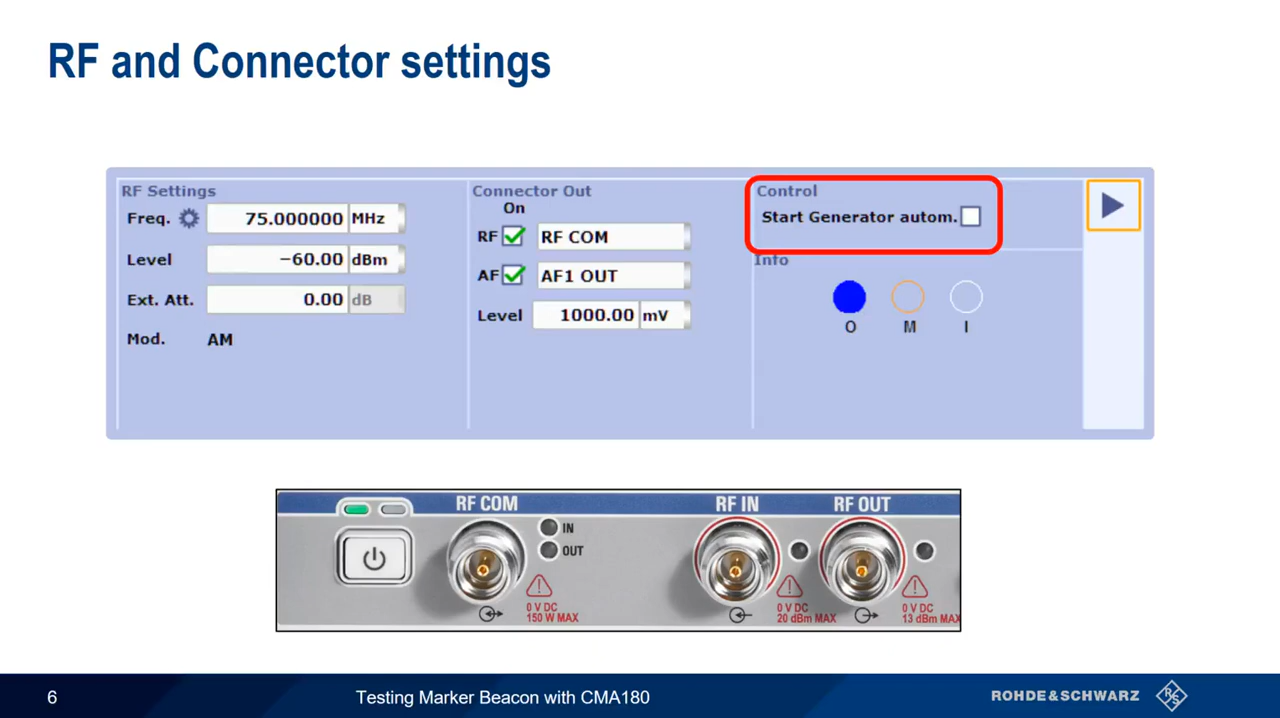 RF and Connector settings
RF Settings
Freq. 75.000000 MHz
Level -60.00 dBm
Ext. Att. 0.00 dB
Mod. AM
Connector Out
On
RF RF COM
AF AF1 OUT
Level 1000.00 mV
Control
Start Generator autom.
Info
O M I
RF COM
IN
OUT
0 V DC
150 W MAX
RF IN
0 V DC
20 dBm MAX
RF OUT
0 V DC
13 dBm MAX
6
Testing Marker Beacon with CMA180
ROHDE&SCHWARZ
R S